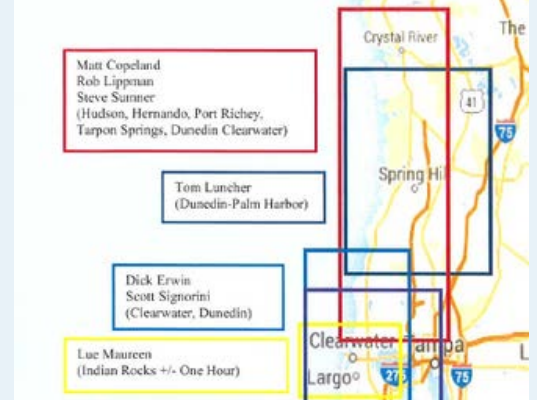 Matt Copeland
Rob Lippman
Steve Sumner
(Hudson, Hernando, Port Richey,
Tarpon Springs, Dunedin Clearwater)
Tom Luncher
(Dunedin-Palm Harbor)
Dick Erwin
Scott Signorini
(Clearwater, Dunedin)
Lue Maureen
(Indian Rocks +/- One Hour)
Crystal River
The
41
75
Spring Hil
Clearwater
Tampa
L
Largo
275
75